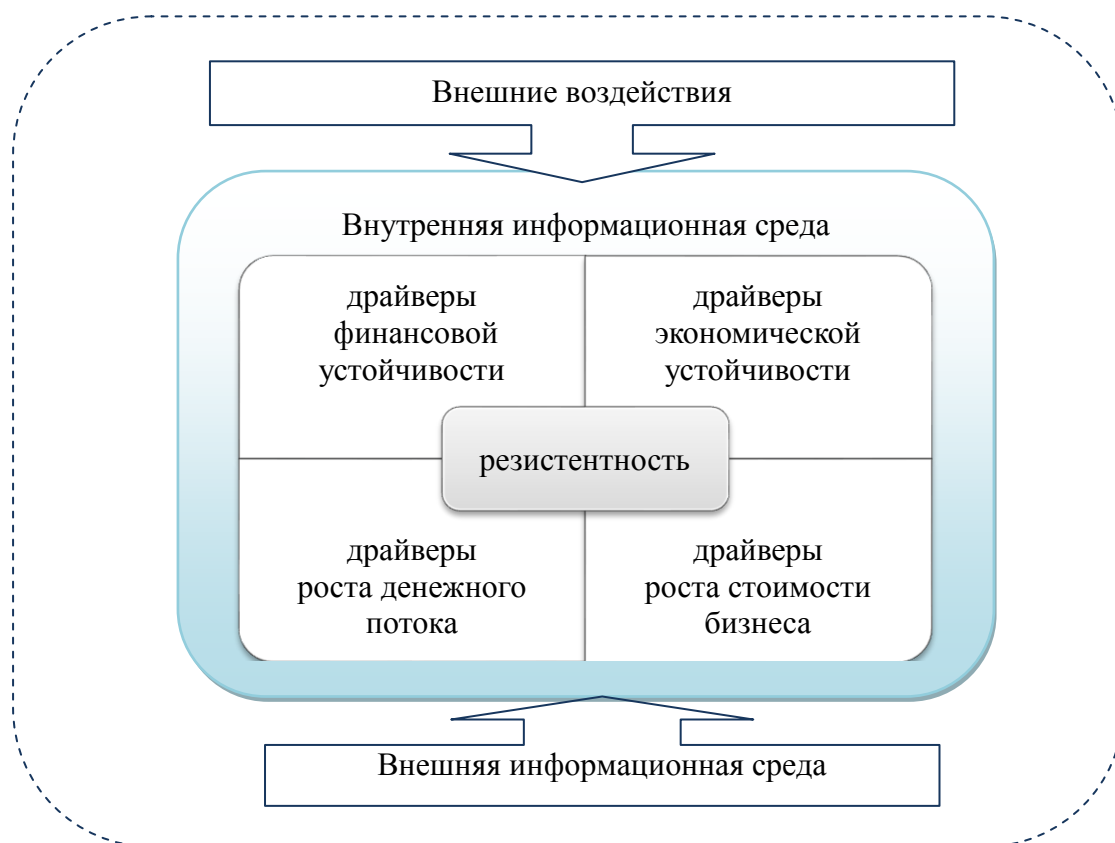 Внешние воздействия
Внутренняя информационная среда
драйверы
финансовой
устойчивости
драйверы
экономической
устойчивости
резистентность
драйверы
роста денежного
потока
драйверы
роста стоимости
бизнеса
Внешняя информационная среда